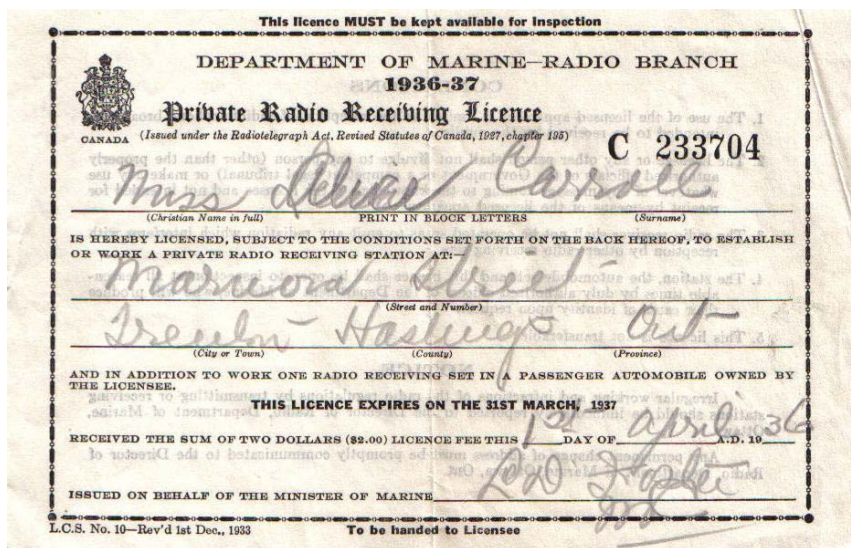 This licence MUST be kept available for Inspection
DEPARTMENT OF MARINE—RADIO BRANCH
1936-37
Private Radio Receiving Licence
CANADA
(Issued under the Radiotelegraph Act, Revised Statutes of Canada, 1927, chapter 195)
C 233704
Miss Carroll
(Christian Name in full) PRINT IN BLOCK LETTERS (Surname)
IS HEREBY LICENSED, SUBJECT TO THE CONDITIONS SET FORTH ON THE BACK HEREOF, TO ESTABLISH
OR WORK A PRIVATE RADIO RECEIVING STATION AT:—
Marmora Street
(Street and Number)
Trenton Hastings Ont
(City or Town) (County) (Province)
AND IN ADDITION TO WORK ONE RADIO RECEIVING SET IN A PASSENGER AUTOMOBILE OWNED BY
THE LICENSEE.
THIS LICENCE EXPIRES ON THE 31ST MARCH, 1937
RECEIVED THE SUM OF TWO DOLLARS ($2.00) LICENCE FEE THIS 1st DAY OF April A.D. 1936
ISSUED ON BEHALF OF THE MINISTER OF MARINE
L.C.S. No. 10—Rev'd 1st Dec., 1933 To be handed to Licensee